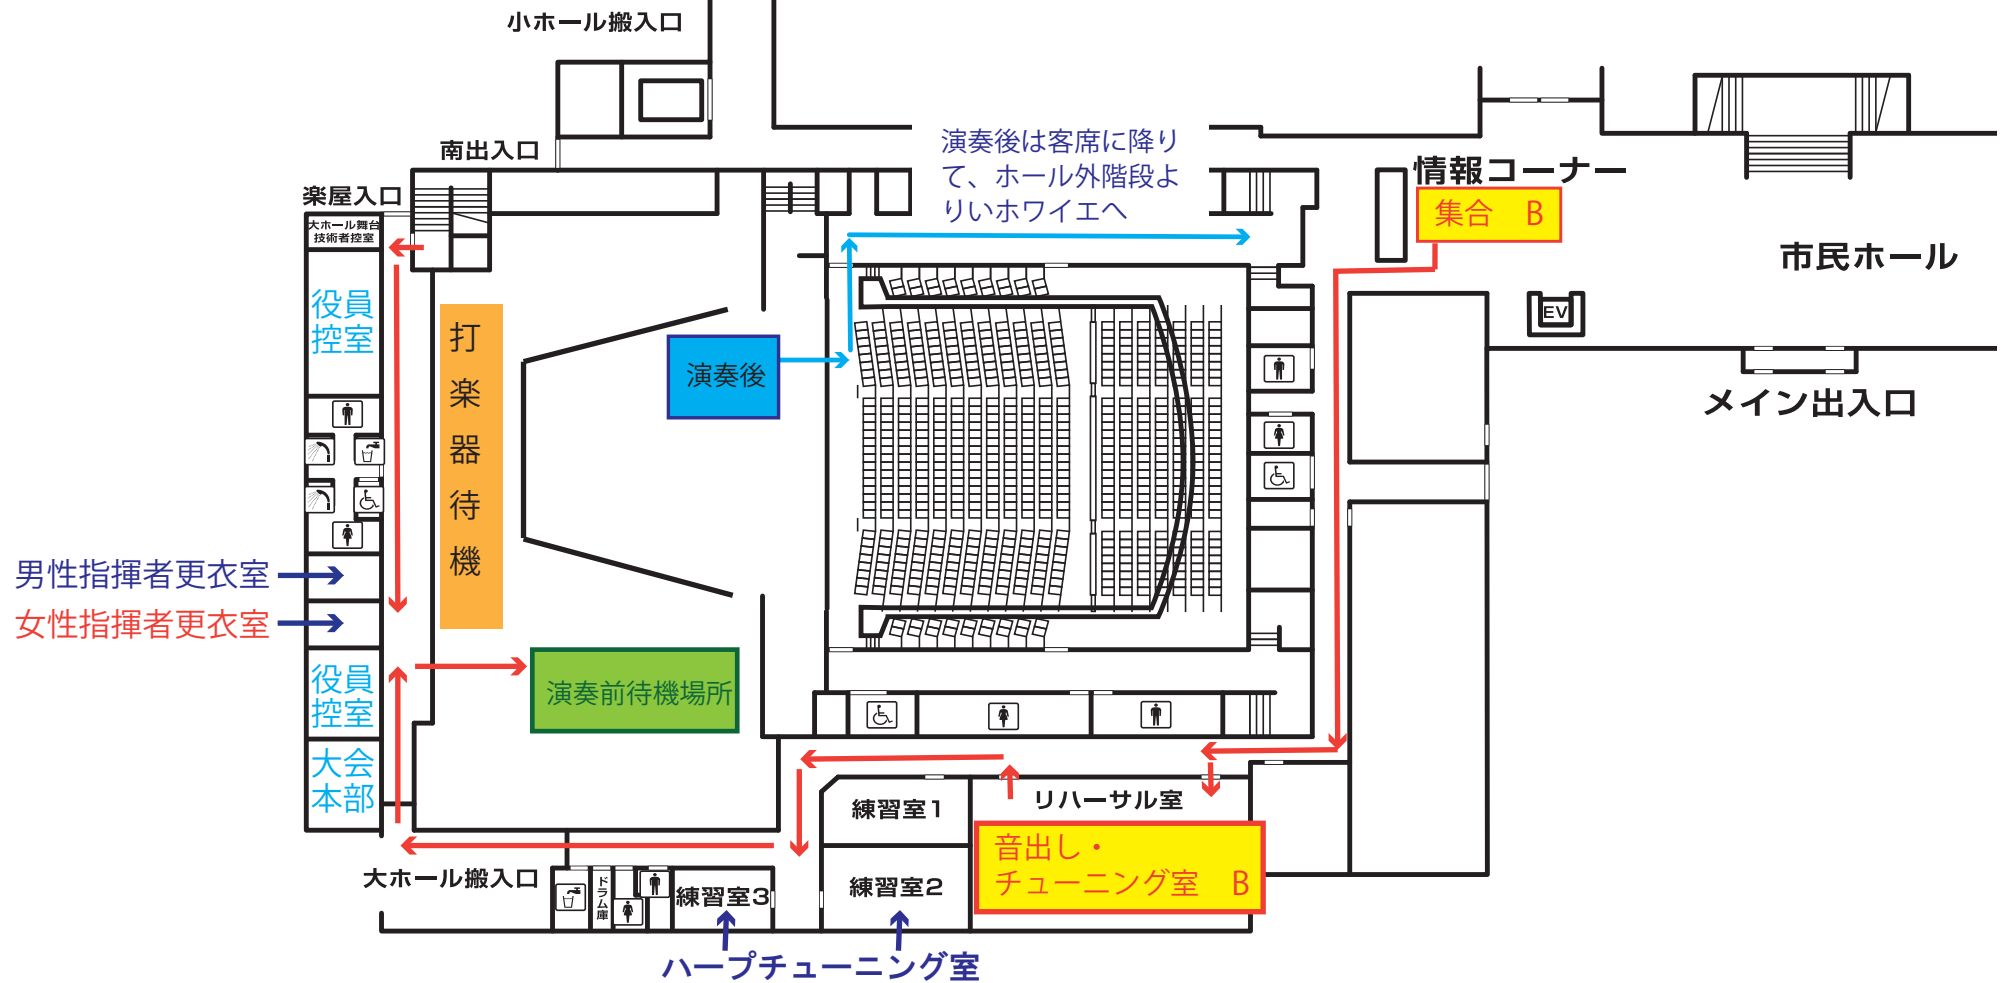 小ホール搬入口
南出入口
楽屋入口
大ホール舞台
技術者控室
演奏後は客席に降り
て、ホール外階段よ
りいホワイエへ
情報コーナー
集合　B
市民ホール
EV
メイン出入口
役員
控室
打楽器待機
演奏後
男性指揮者更衣室
女性指揮者更衣室
役員
控室
演奏前待機場所
大会
本部
練習室1
リハーサル室
音出し・
チューニング室　B
大ホール搬入口
ドラム庫
練習室3
練習室2
ハープチューニング室